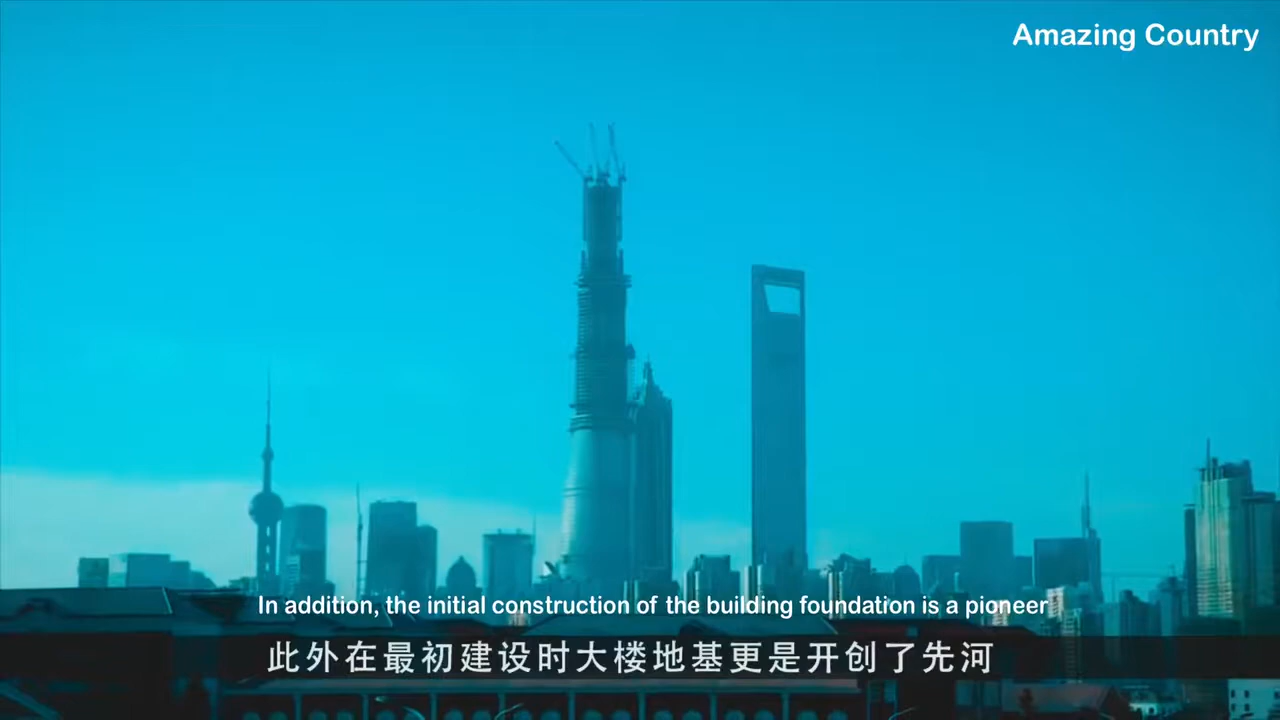 Amazing Country
In addition, the initial construction of the building foundation is a pioneer
此外在最初建设时大楼地基更是开创了先河